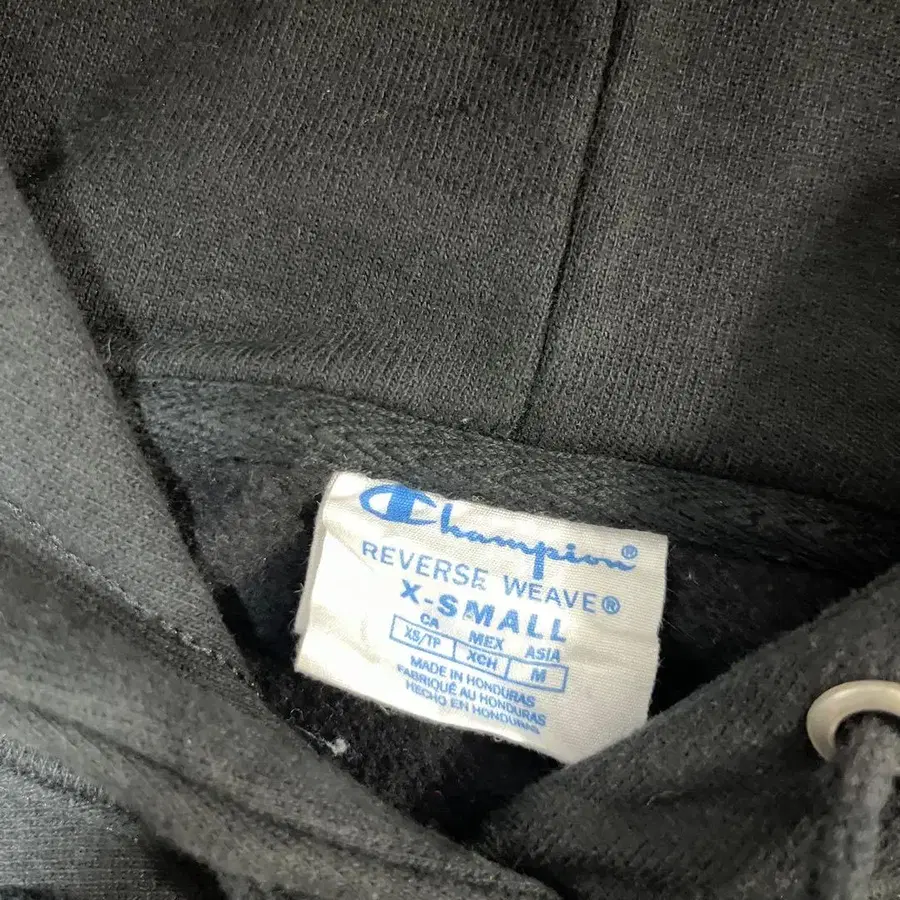 Champion®
REVERSE WEAVE®
X-SMALL
CA MEX ASIA
XS/TP XCH M
MADE IN HONDURAS
FABRIQUÉ AU HONDURAS
HECHO EN HONDURAS